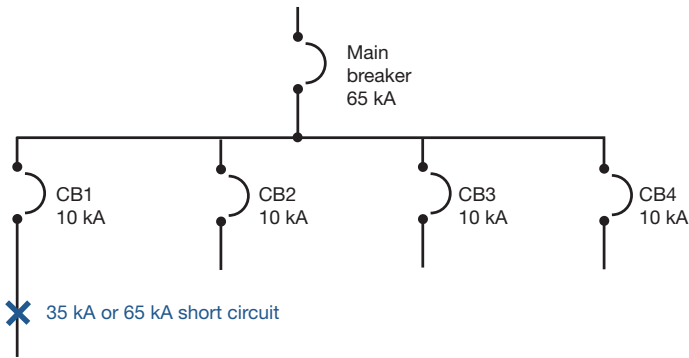 Main
breaker
65 kA
CB1
10 kA
CB2
10 kA
CB3
10 kA
CB4
10 kA
35 kA or 65 kA short circuit